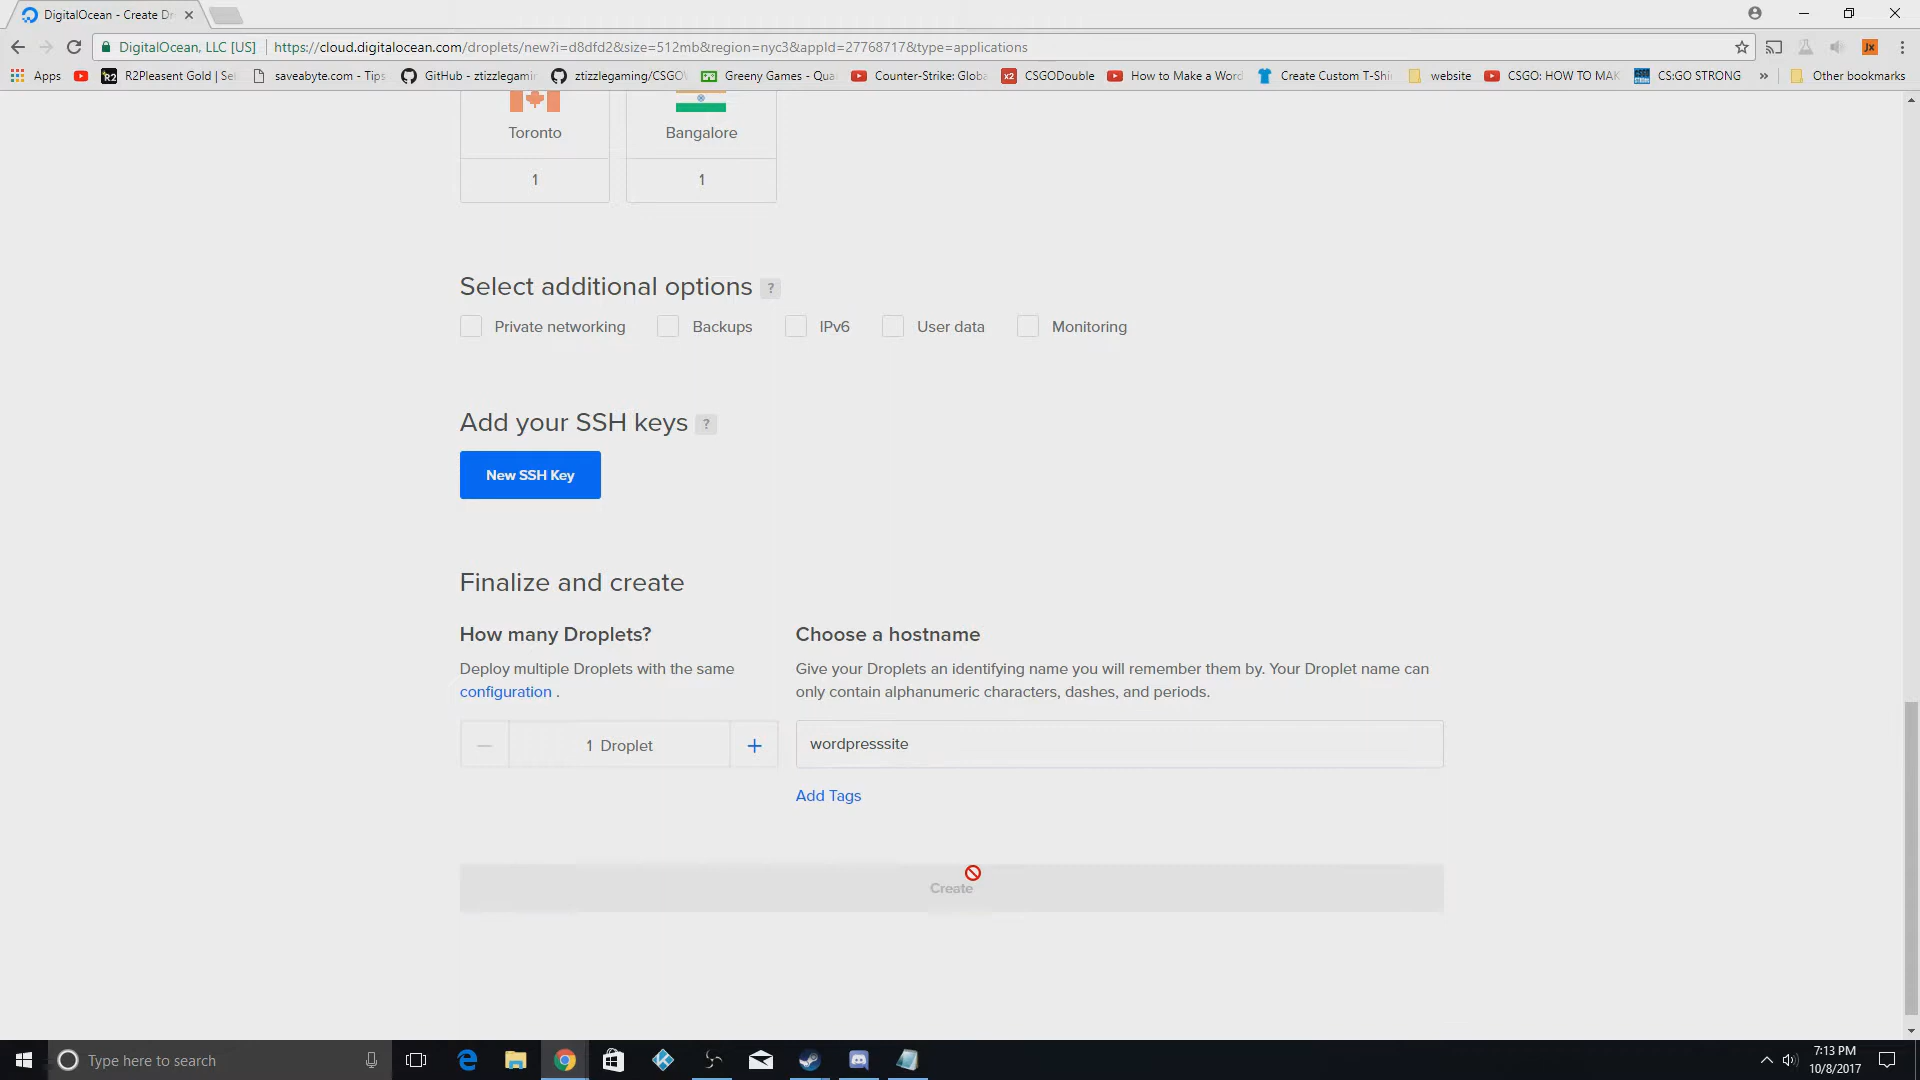 DigitalOcean - Create Dr
DigitalOcean, LLC [US] https://cloud.digitalocean.com/droplets/new?i=d8dfd2&size=512mb&region=nyc3&appId=27768717&type=applications
Apps R2Pleasent Gold | Se saveabyte.com - Tips GitHub - ztizzlegamin ztizzlegaming/CSGOV Greeny Games - Qua Counter-Strike: Globa CSGODouble How to Make a Word Create Custom T-Shi website CSGO: HOW TO MAK CS:GO STRONG » Other bookmarks
Toronto Bangalore
1 1
Select additional options ?
Private networking Backups IPv6 User data Monitoring
Add your SSH keys ?
New SSH Key
Finalize and create
How many Droplets?
Deploy multiple Droplets with the same
configuration .
1 Droplet
Choose a hostname
Give your Droplets an identifying name you will remember them by. Your Droplet name can
only contain alphanumeric characters, dashes, and periods.
wordpresssite
Add Tags
Create
Type here to search
7:13 PM
10/8/2017